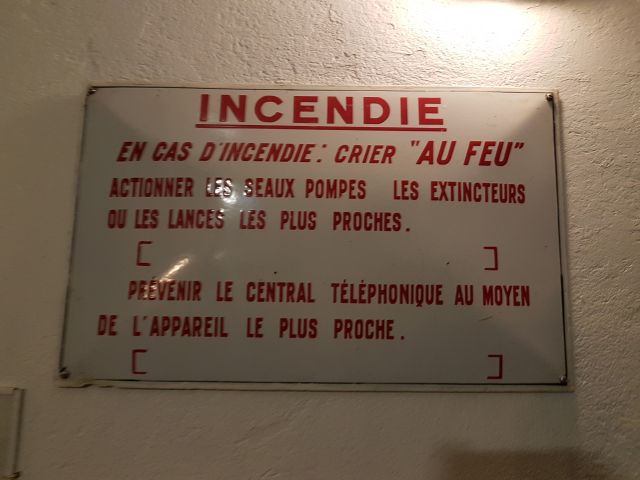 INCENDIE
EN CAS D'INCENDIE: CRIER "AU FEU"
ACTIONNER LES SEAUX POMPES LES EXTINCTEURS
OU LES LANCES LES PLUS PROCHES.
[ ]
PRÉVENIR LE CENTRAL TÉLÉPHONIQUE AU MOYEN
DE L'APPAREIL LE PLUS PROCHE.
[ ]